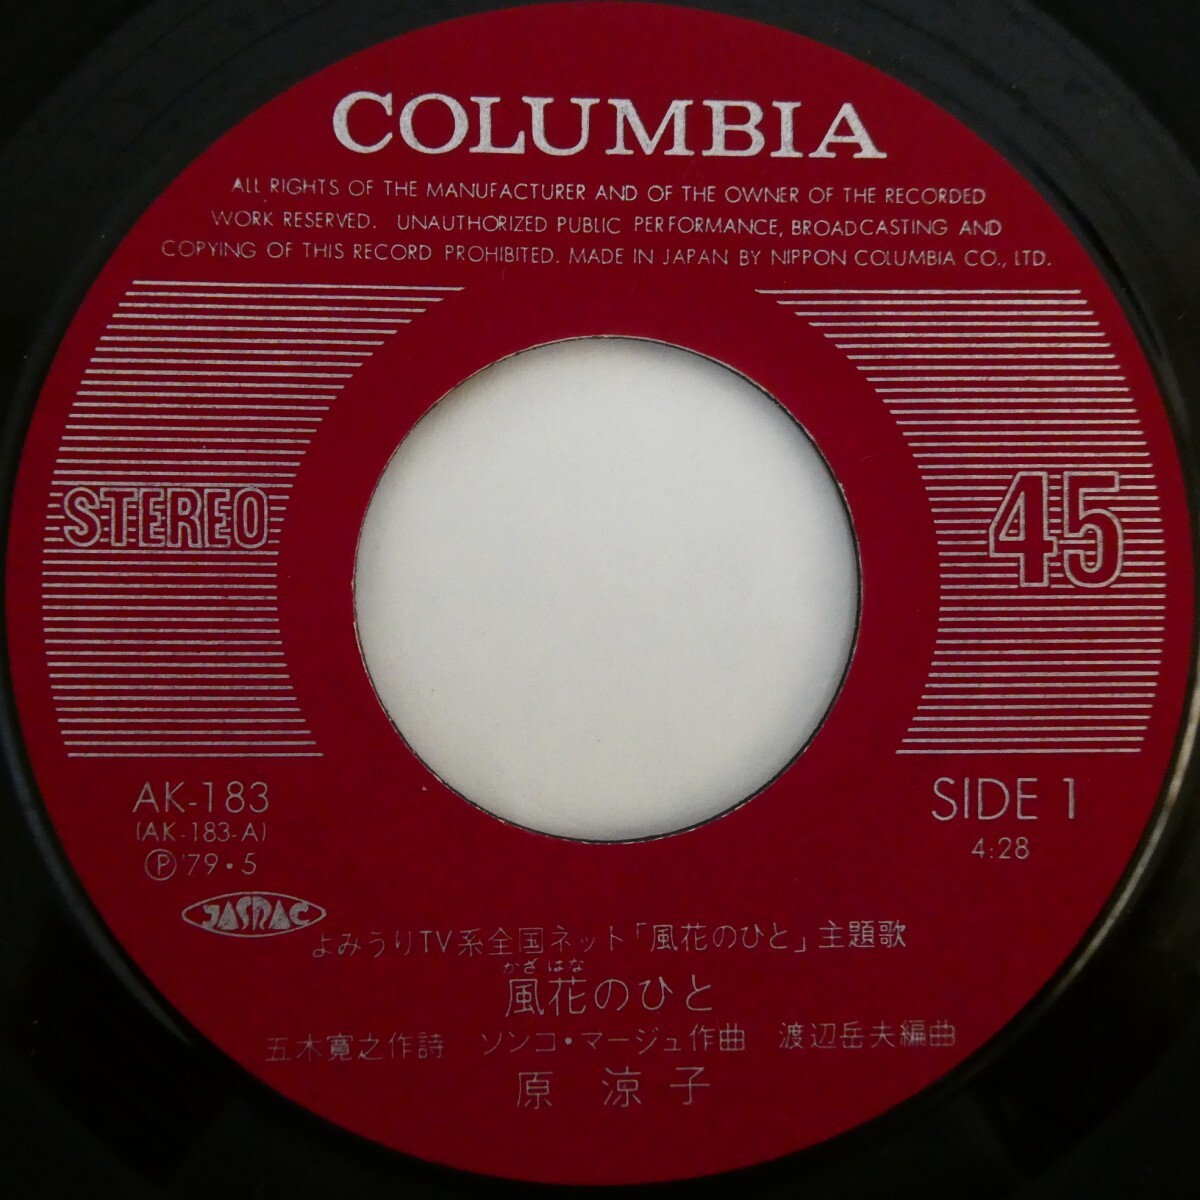 COLUMBIA
ALL RIGHTS OF THE MANUFACTURER AND OF THE OWNER OF THE RECORDED
WORK RESERVED. UNAUTHORIZED PUBLIC PERFORMANCE, BROADCASTING AND
COPYING OF THIS RECORD PROHIBITED. MADE IN JAPAN BY NIPPON COLUMBIA CO., LTD.
STEREO
45
AK-183
(AK-183-A)
Ⓟ'79・5
SIDE 1
4:28
JASRAC
よみうりTV系全国ネット「風花のひと」主題歌
かざ はな
風花のひと
五木寛之作詩 ソンコ・マージュ作曲 渡辺岳夫編曲
原 涼子